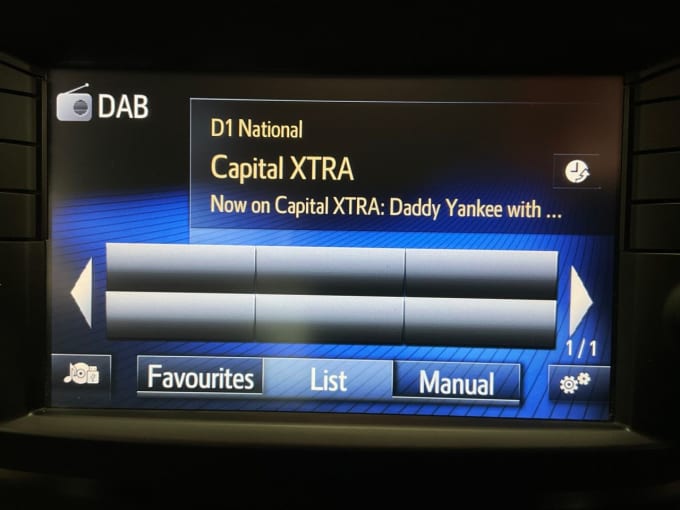 DAB
D1 National
Capital XTRA
Now on Capital XTRA: Daddy Yankee with ...
1/1
Favourites
List
Manual